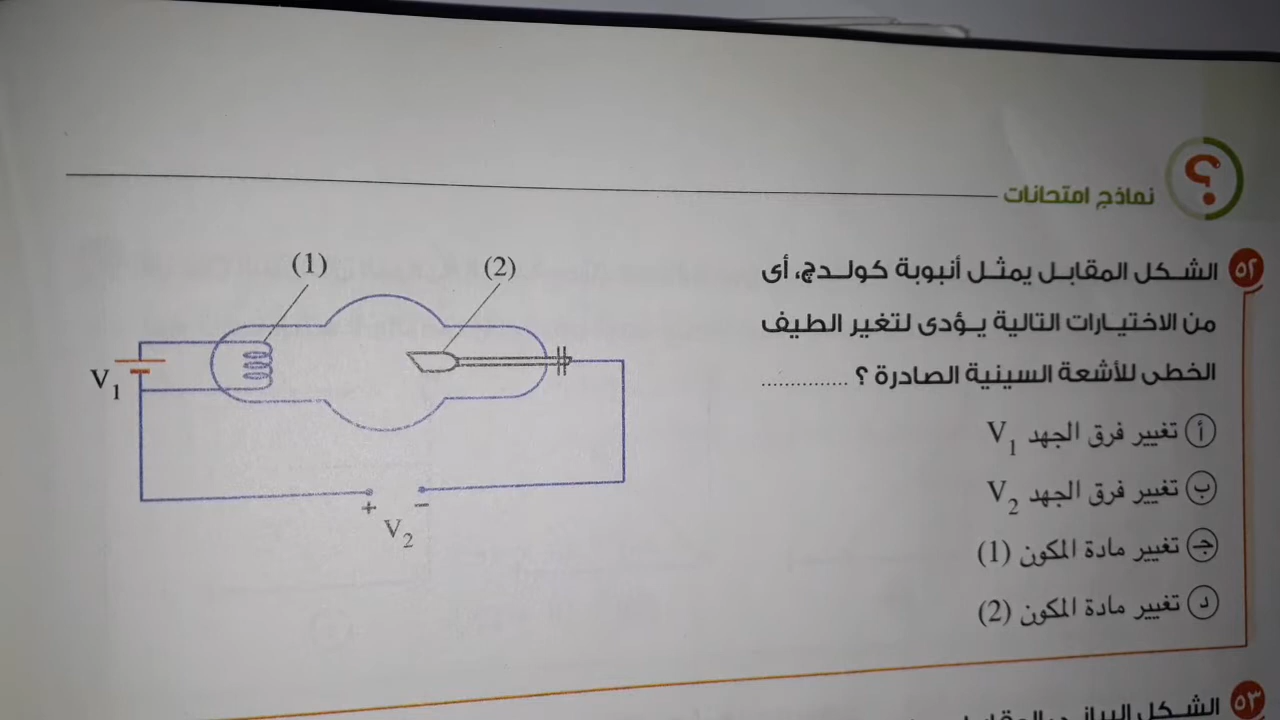 نماذج امتحانات
٥٢ الشكل المقابل يمثل أنبوبة كولدچ، أى
من الاختيارات التالية يؤدى لتغير الطيف
الخطى للأشعة السينية الصادرة ؟ ...............
أ تغيير فرق الجهد V1
ب تغيير فرق الجهد V2
جـ تغيير مادة المكون (1)
د تغيير مادة المكون (2)
(1)
(2)
V1
+ −
V2
٥٣ الشكل البيانى